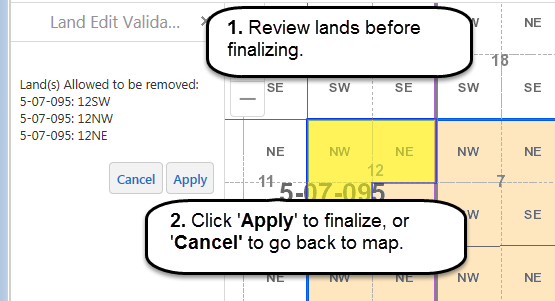 Land Edit Valida...
1. Review lands before
finalizing.
NE
18
Land(s) Allowed to be removed:
5-07-095: 12SW
5-07-095: 12NW
5-07-095: 12NE
SE SW SE SW SE
NE NW NE NW NE
11 12 7
5-07-095
Cancel Apply
2. Click 'Apply' to finalize, or
'Cancel' to go back to map.
W SE
NE NW NE NW NE